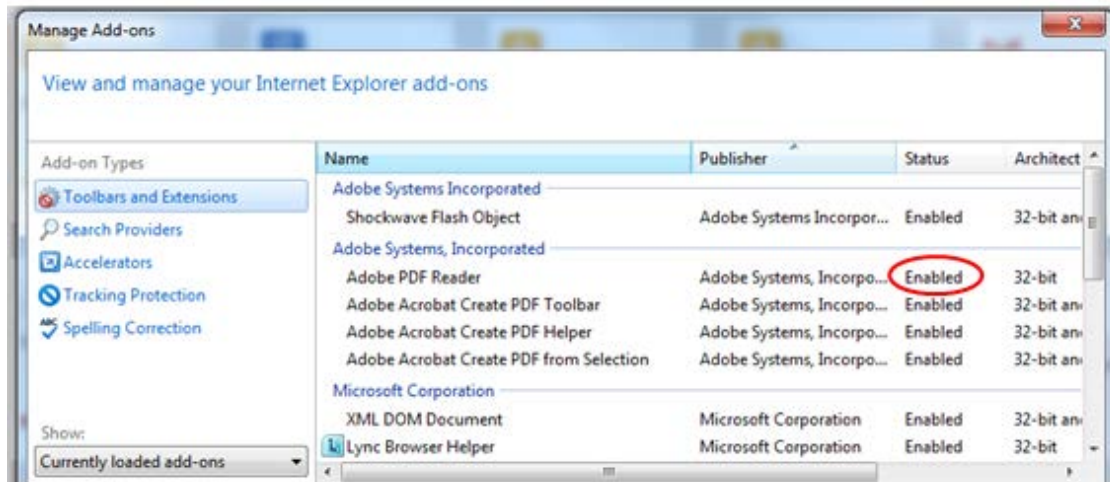 Manage Add-ons
View and manage your Internet Explorer add-ons
Add-on Types
Toolbars and Extensions
Search Providers
Accelerators
Tracking Protection
Spelling Correction
Show:
Currently loaded add-ons
Name Publisher Status Architect
Adobe Systems Incorporated
Shockwave Flash Object Adobe Systems Incorpor... Enabled 32-bit an
Adobe Systems, Incorporated
Adobe PDF Reader Adobe Systems, Incorpo... Enabled 32-bit
Adobe Acrobat Create PDF Toolbar Adobe Systems, Incorpo... Enabled 32-bit an
Adobe Acrobat Create PDF Helper Adobe Systems, Incorpo... Enabled 32-bit an
Adobe Acrobat Create PDF from Selection Adobe Systems, Incorpo... Enabled 32-bit an
Microsoft Corporation
XML DOM Document Microsoft Corporation Enabled 32-bit an
Lync Browser Helper Microsoft Corporation Enabled 32-bit